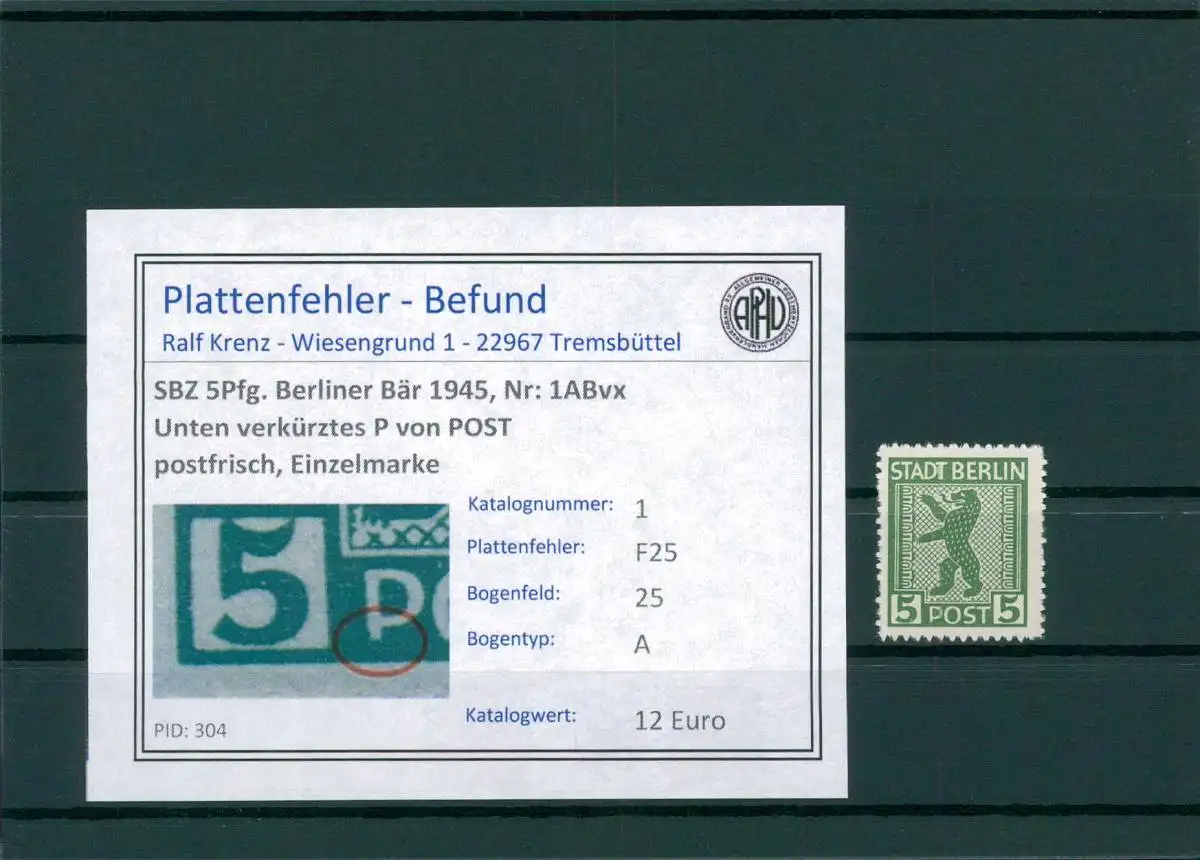 Plattenfehler - Befund
Ralf Krenz - Wiesengrund 1 - 22967 Tremsbüttel
APHV
SBZ 5Pfg. Berliner Bär 1945, Nr: 1ABvx
Unten verkürztes P von POST
postfrisch, Einzelmarke
5 P
Katalognummer: 1
Plattenfehler: F25
Bogenfeld: 25
Bogentyp: A
Katalogwert: 12 Euro
PID: 304
STADT BERLIN
5 POST 5